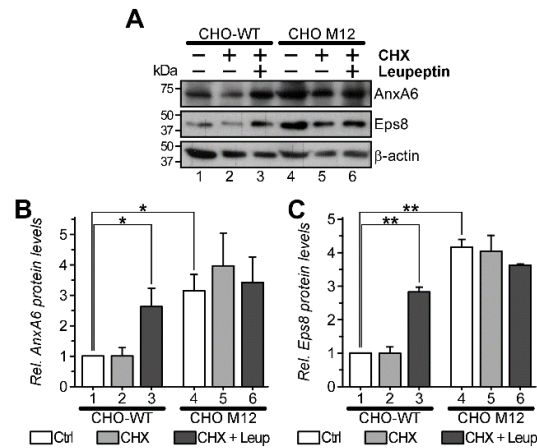 A
CHO-WT CHO M12
– + + – + + CHX
kDa – – + – – + Leupeptin
75 AnxA6
50
37 Eps8
50
37 β-actin
1 2 3 4 5 6
B
Rel. AnxA6 protein levels
5
4
3
2
1
0
*
*
1 2 3 4 5 6
CHO-WT CHO M12
Ctrl CHX CHX + Leup
C
Rel. Eps8 protein levels
5
4
3
2
1
0
**
**
1 2 3 4 5 6
CHO-WT CHO M12
Ctrl CHX CHX + Leup